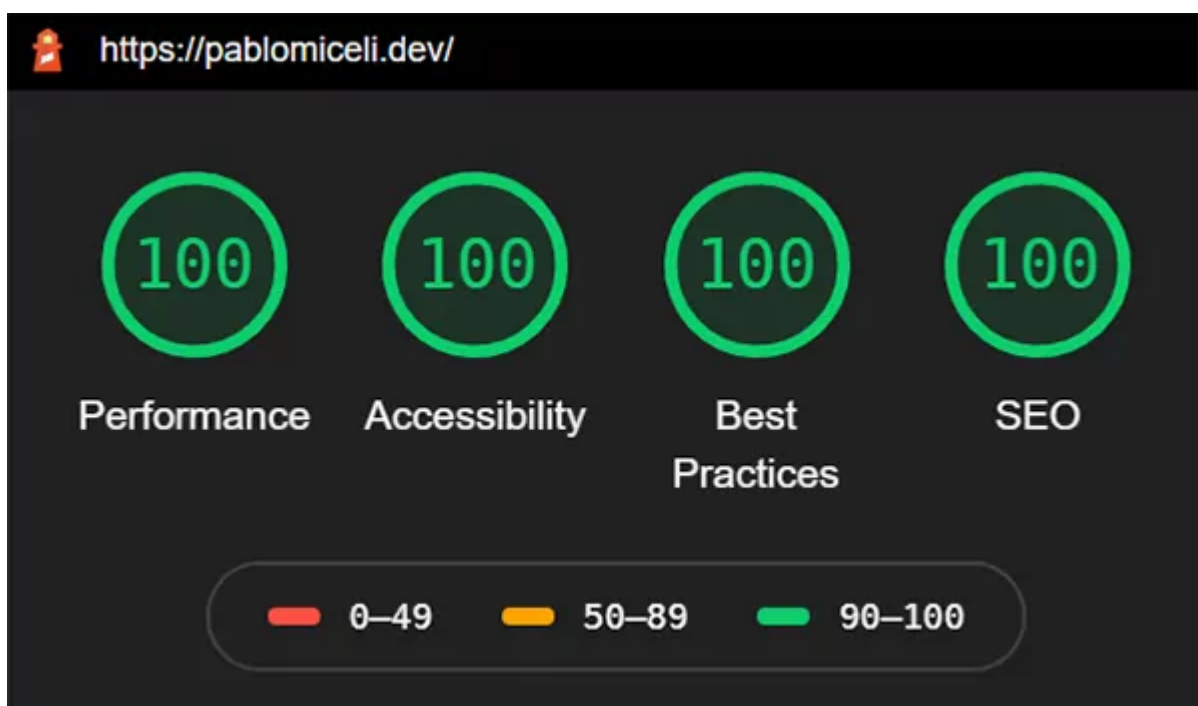 https://pablomiceli.dev/
100 100 100 100
Performance Accessibility Best SEO
Practices
0–49 50–89 90–100